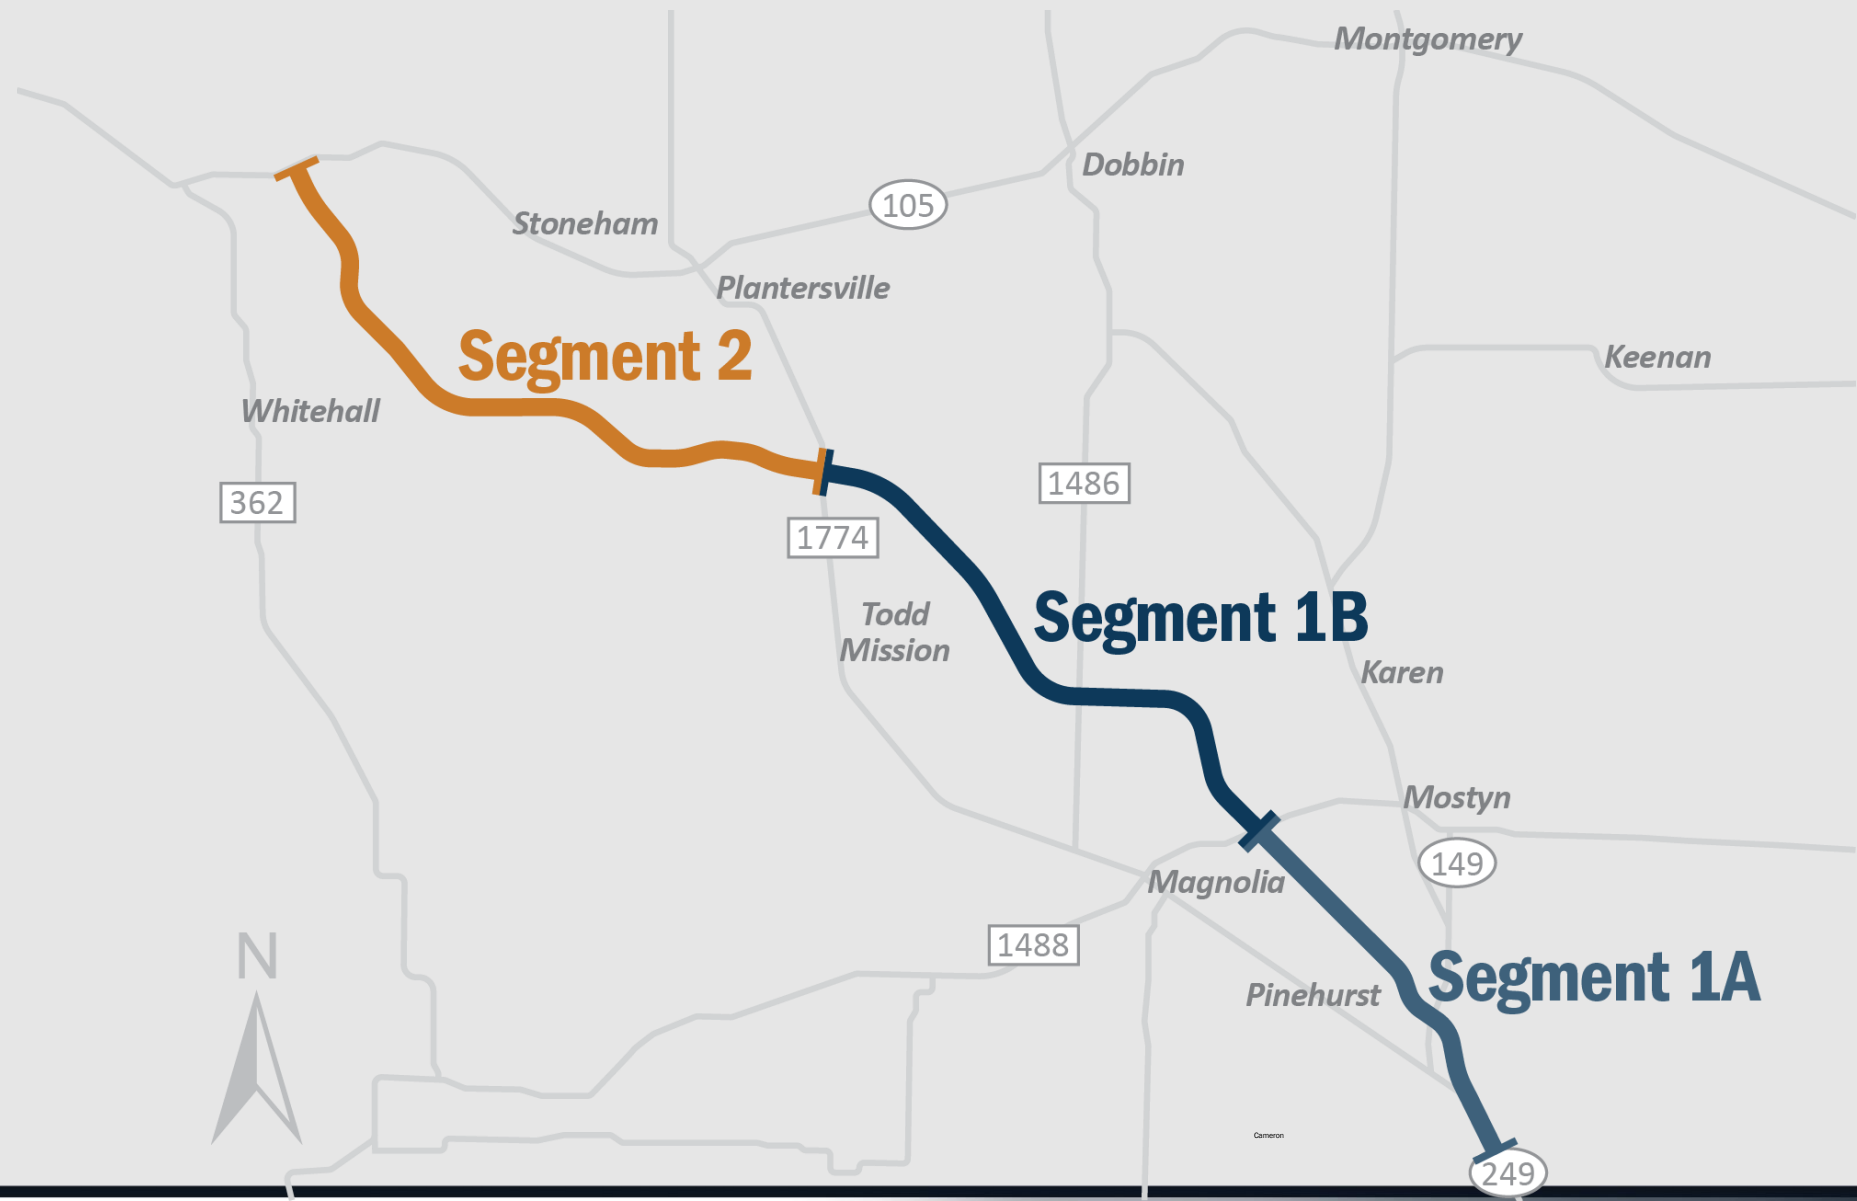 Montgomery
Dobbin
105
Stoneham
Plantersville
Segment 2
Keenan
Whitehall
1486
362
1774
Todd
Mission
Segment 1B
Karen
Mostyn
149
Magnolia
1488
N
Segment 1A
Pinehurst
Cameron
249